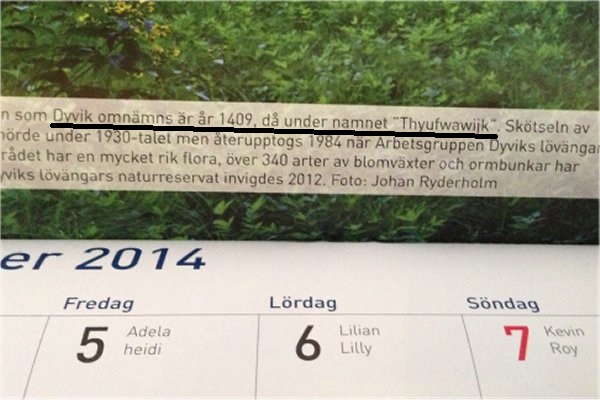 n som Dyvik omnämns är år 1409, då under namnet "Thyufwawijk". Skötseln av
hörde under 1930-talet men återupptogs 1984 när Arbetsgruppen Dyviks lövängar
rådet har en mycket rik flora, över 340 arter av blomväxter och ormbunkar har
yviks lövängars naturreservat invigdes 2012. Foto: Johan Ryderholm
er 2014
Fredag Lördag Söndag
5 Adela 6 Lilian 7 Kevin
heidi Lilly Roy